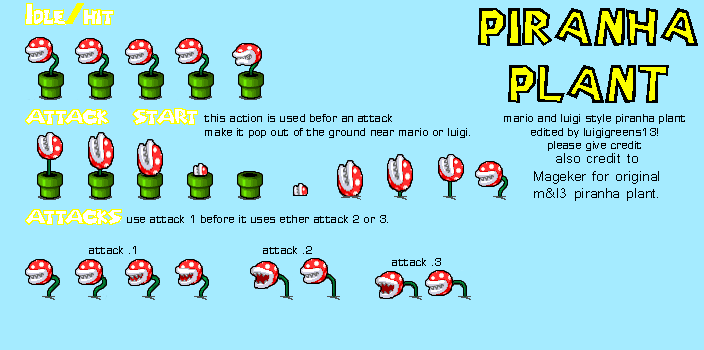 IDLE/HIT
PIRANHA
PLANT
ATTACK START
this action is used befor an attack
make it pop out of the ground near mario or luigi.
mario and luigi style piranha plant
edited by luigigreens13!
please give credit
also credit to
Mageker for original
m&l3 piranha plant.
ATTACKS
use attack 1 before it uses ether attack 2 or 3.
attack .1
attack .2
attack .3